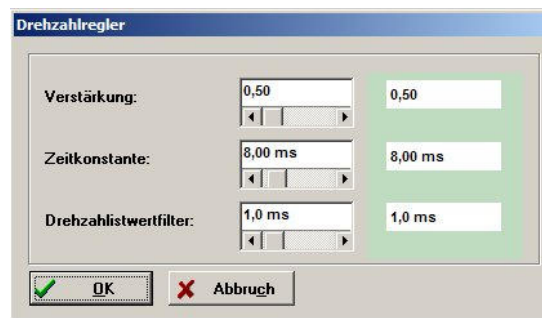 Drehzahlregler
Verstärkung: 0,50 0,50
Zeitkonstante: 8,00 ms 8,00 ms
Drehzahlistwertfilter: 1,0 ms 1,0 ms
OK Abbruch